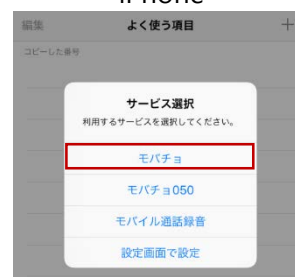 iPhone
編集 よく使う項目 +
コピーした番号
サービス選択
利用するサービスを選択してください。
モバチョ
モバチョ050
モバイル通話録音
設定画面で設定